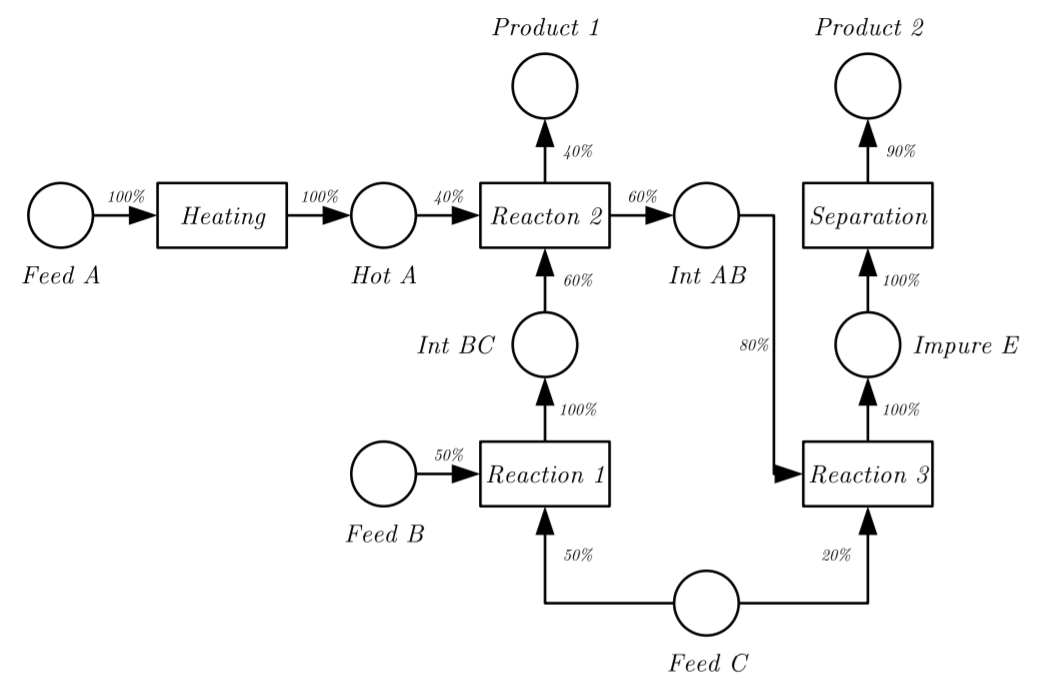 Product 1
Product 2
40%
90%
100%
100%
40%
60%
Heating
Reacton 2
Separation
Feed A
Hot A
Int AB
60%
100%
Int BC
80%
Impure E
100%
100%
50%
Reaction 1
Reaction 3
Feed B
50%
20%
Feed C